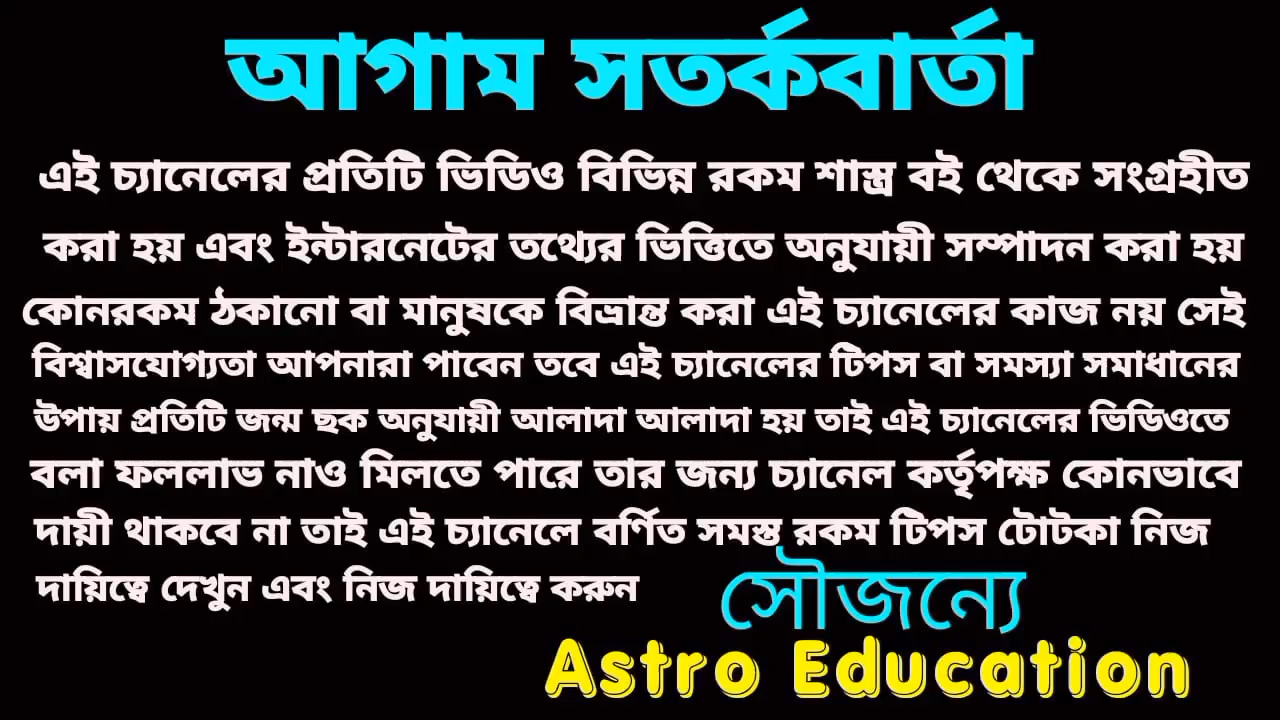 আগাম সতর্কবার্তা
এই চ্যানেলের প্রতিটি ভিডিও বিভিন্ন রকম শাস্ত্র বই থেকে সংগ্রহীত
করা হয় এবং ইন্টারনেটের তথ্যের ভিত্তিতে অনুযায়ী সম্পাদন করা হয়
কোনরকম ঠকানো বা মানুষকে বিভ্রান্ত করা এই চ্যানেলের কাজ নয় সেই
বিশ্বাসযোগ্যতা আপনারা পাবেন তবে এই চ্যানেলের টিপস বা সমস্যা সমাধানের
উপায় প্রতিটি জন্ম ছক অনুযায়ী আলাদা আলাদা হয় তাই এই চ্যানেলের ভিডিওতে
বলা ফললাভ নাও মিলতে পারে তার জন্য চ্যানেল কর্তৃপক্ষ কোনভাবে
দায়ী থাকবে না তাই এই চ্যানেলে বর্ণিত সমস্ত রকম টিপস টোটকা নিজ
দায়িত্বে দেখুন এবং নিজ দায়িত্বে করুন
সৌজন্যে
Astro Education